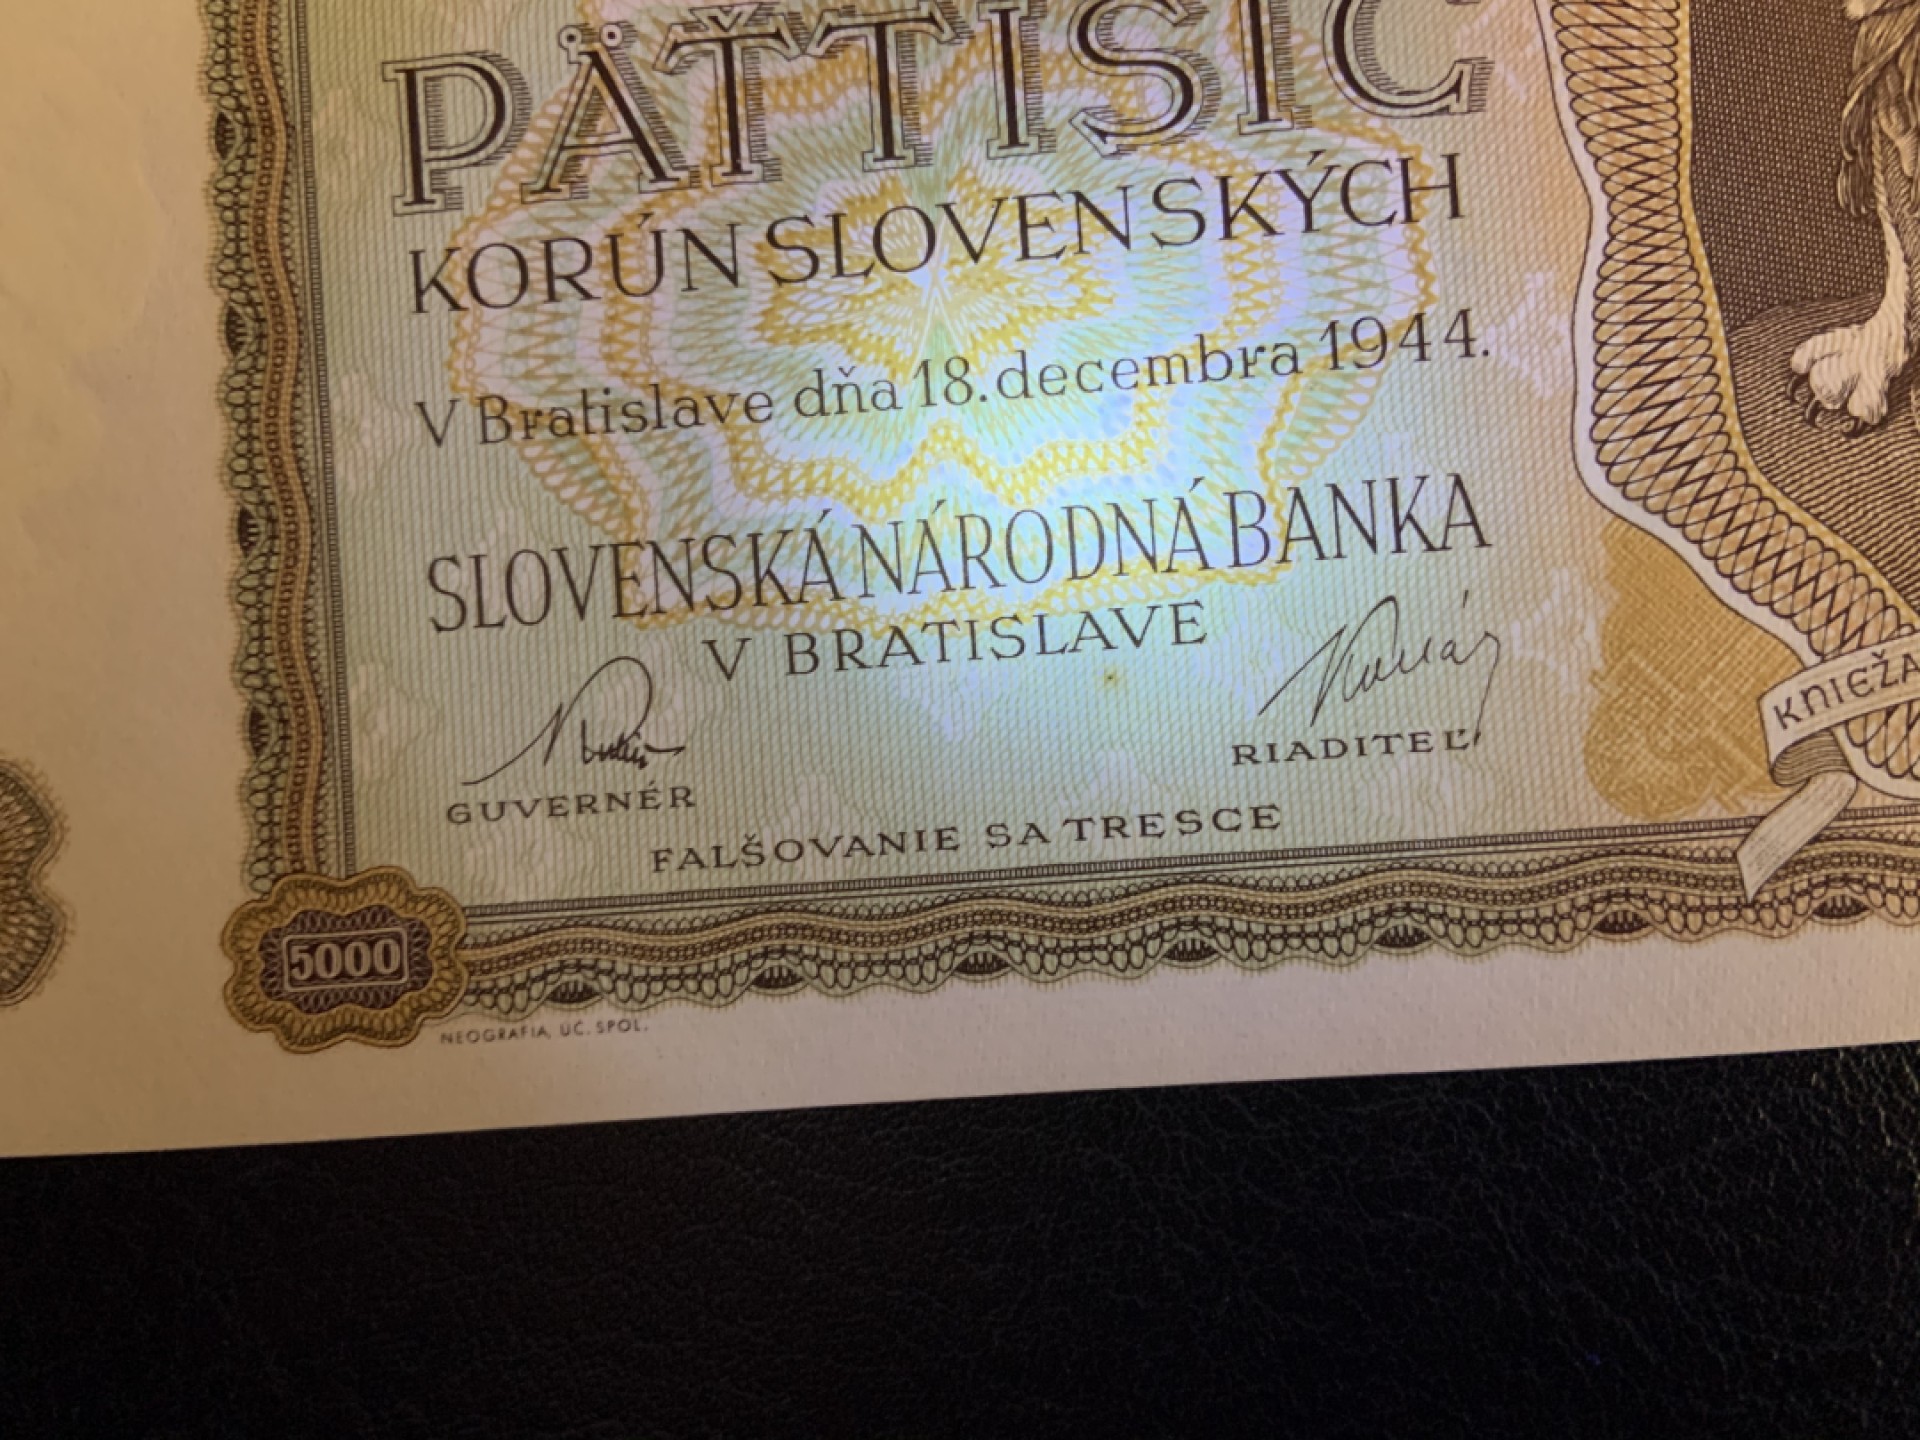 PÄŤTISÍC
KORÚN SLOVENSKÝCH
V Bratislave dňa 18. decembra 1944.
SLOVENSKÁ NÁRODNÁ BANKA
V BRATISLAVE
GUVERNÉR
RIADITEĽ
FALŠOVANIE SA TRESCE
KNIEŽA
5000
NEOGRAFIA, UČ. SPOL.